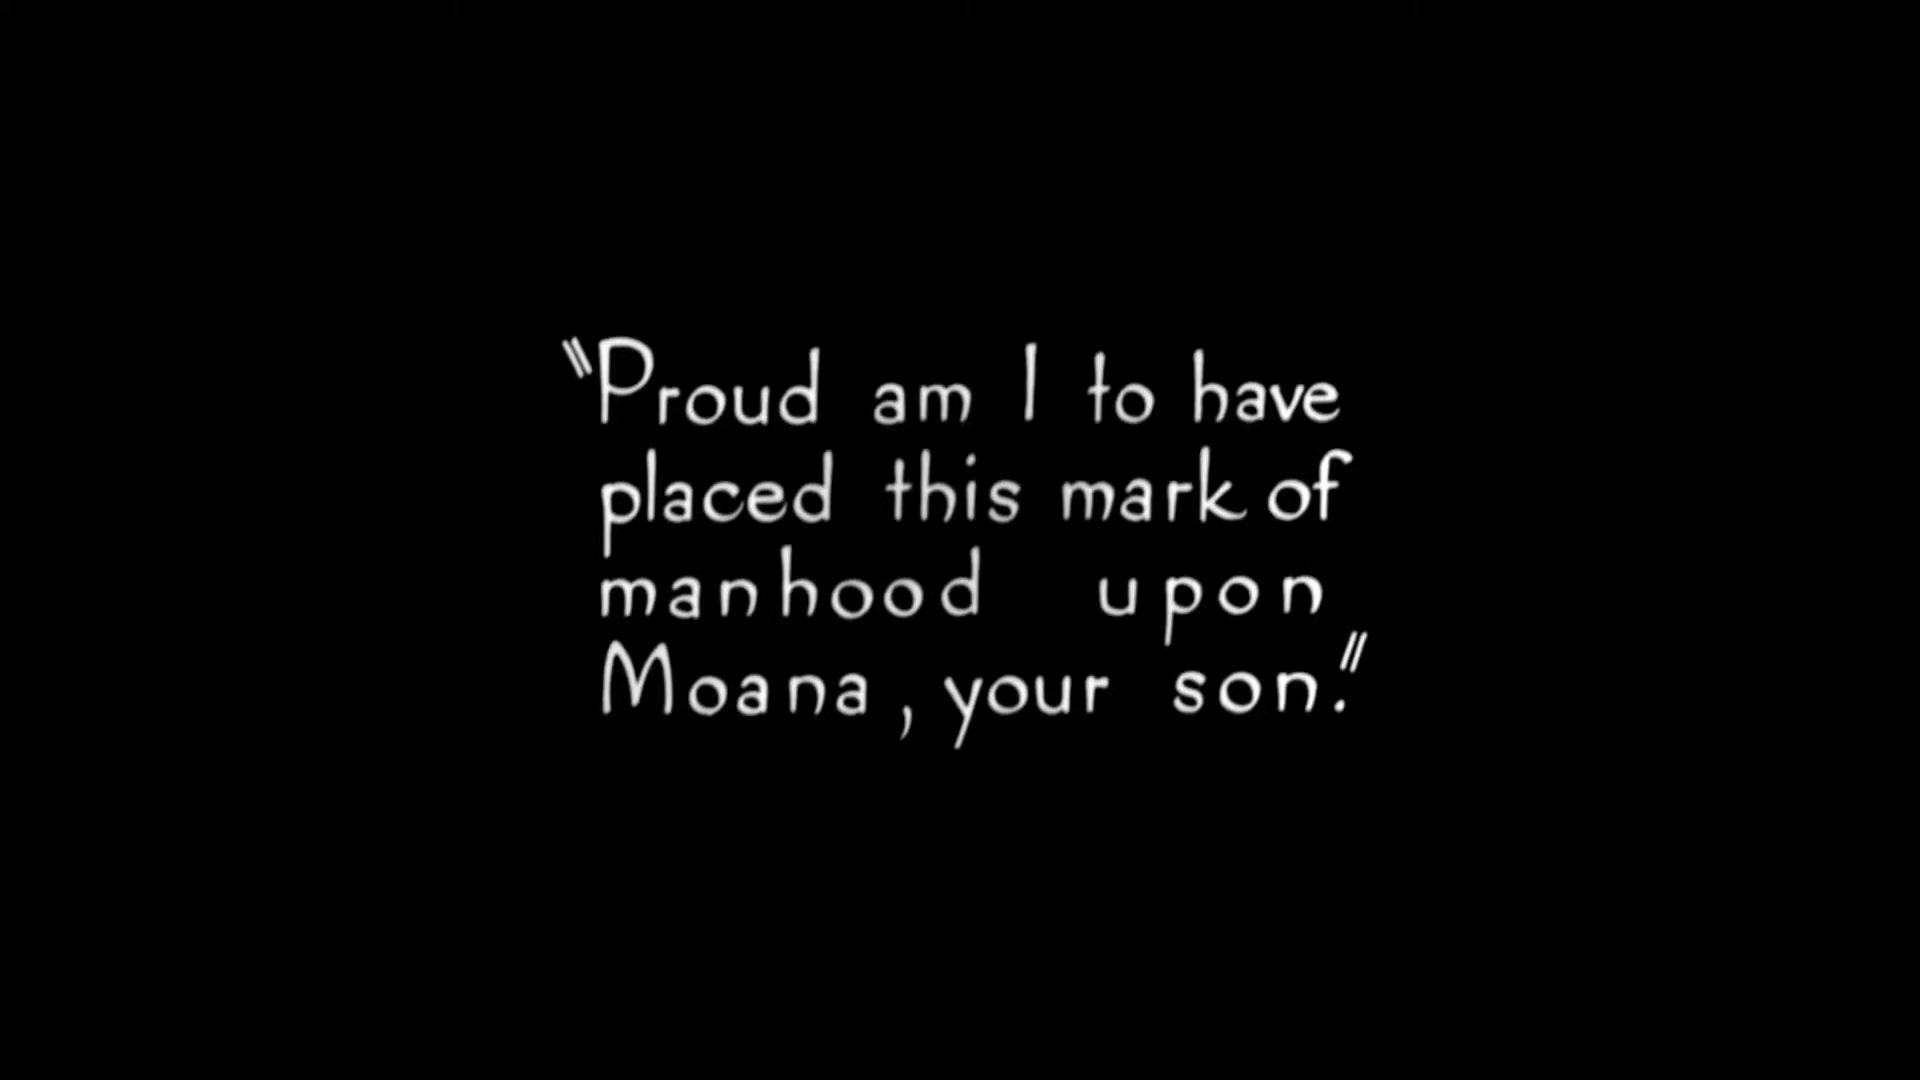 "Proud am I to have
placed this mark of
manhood upon
Moana, your son."